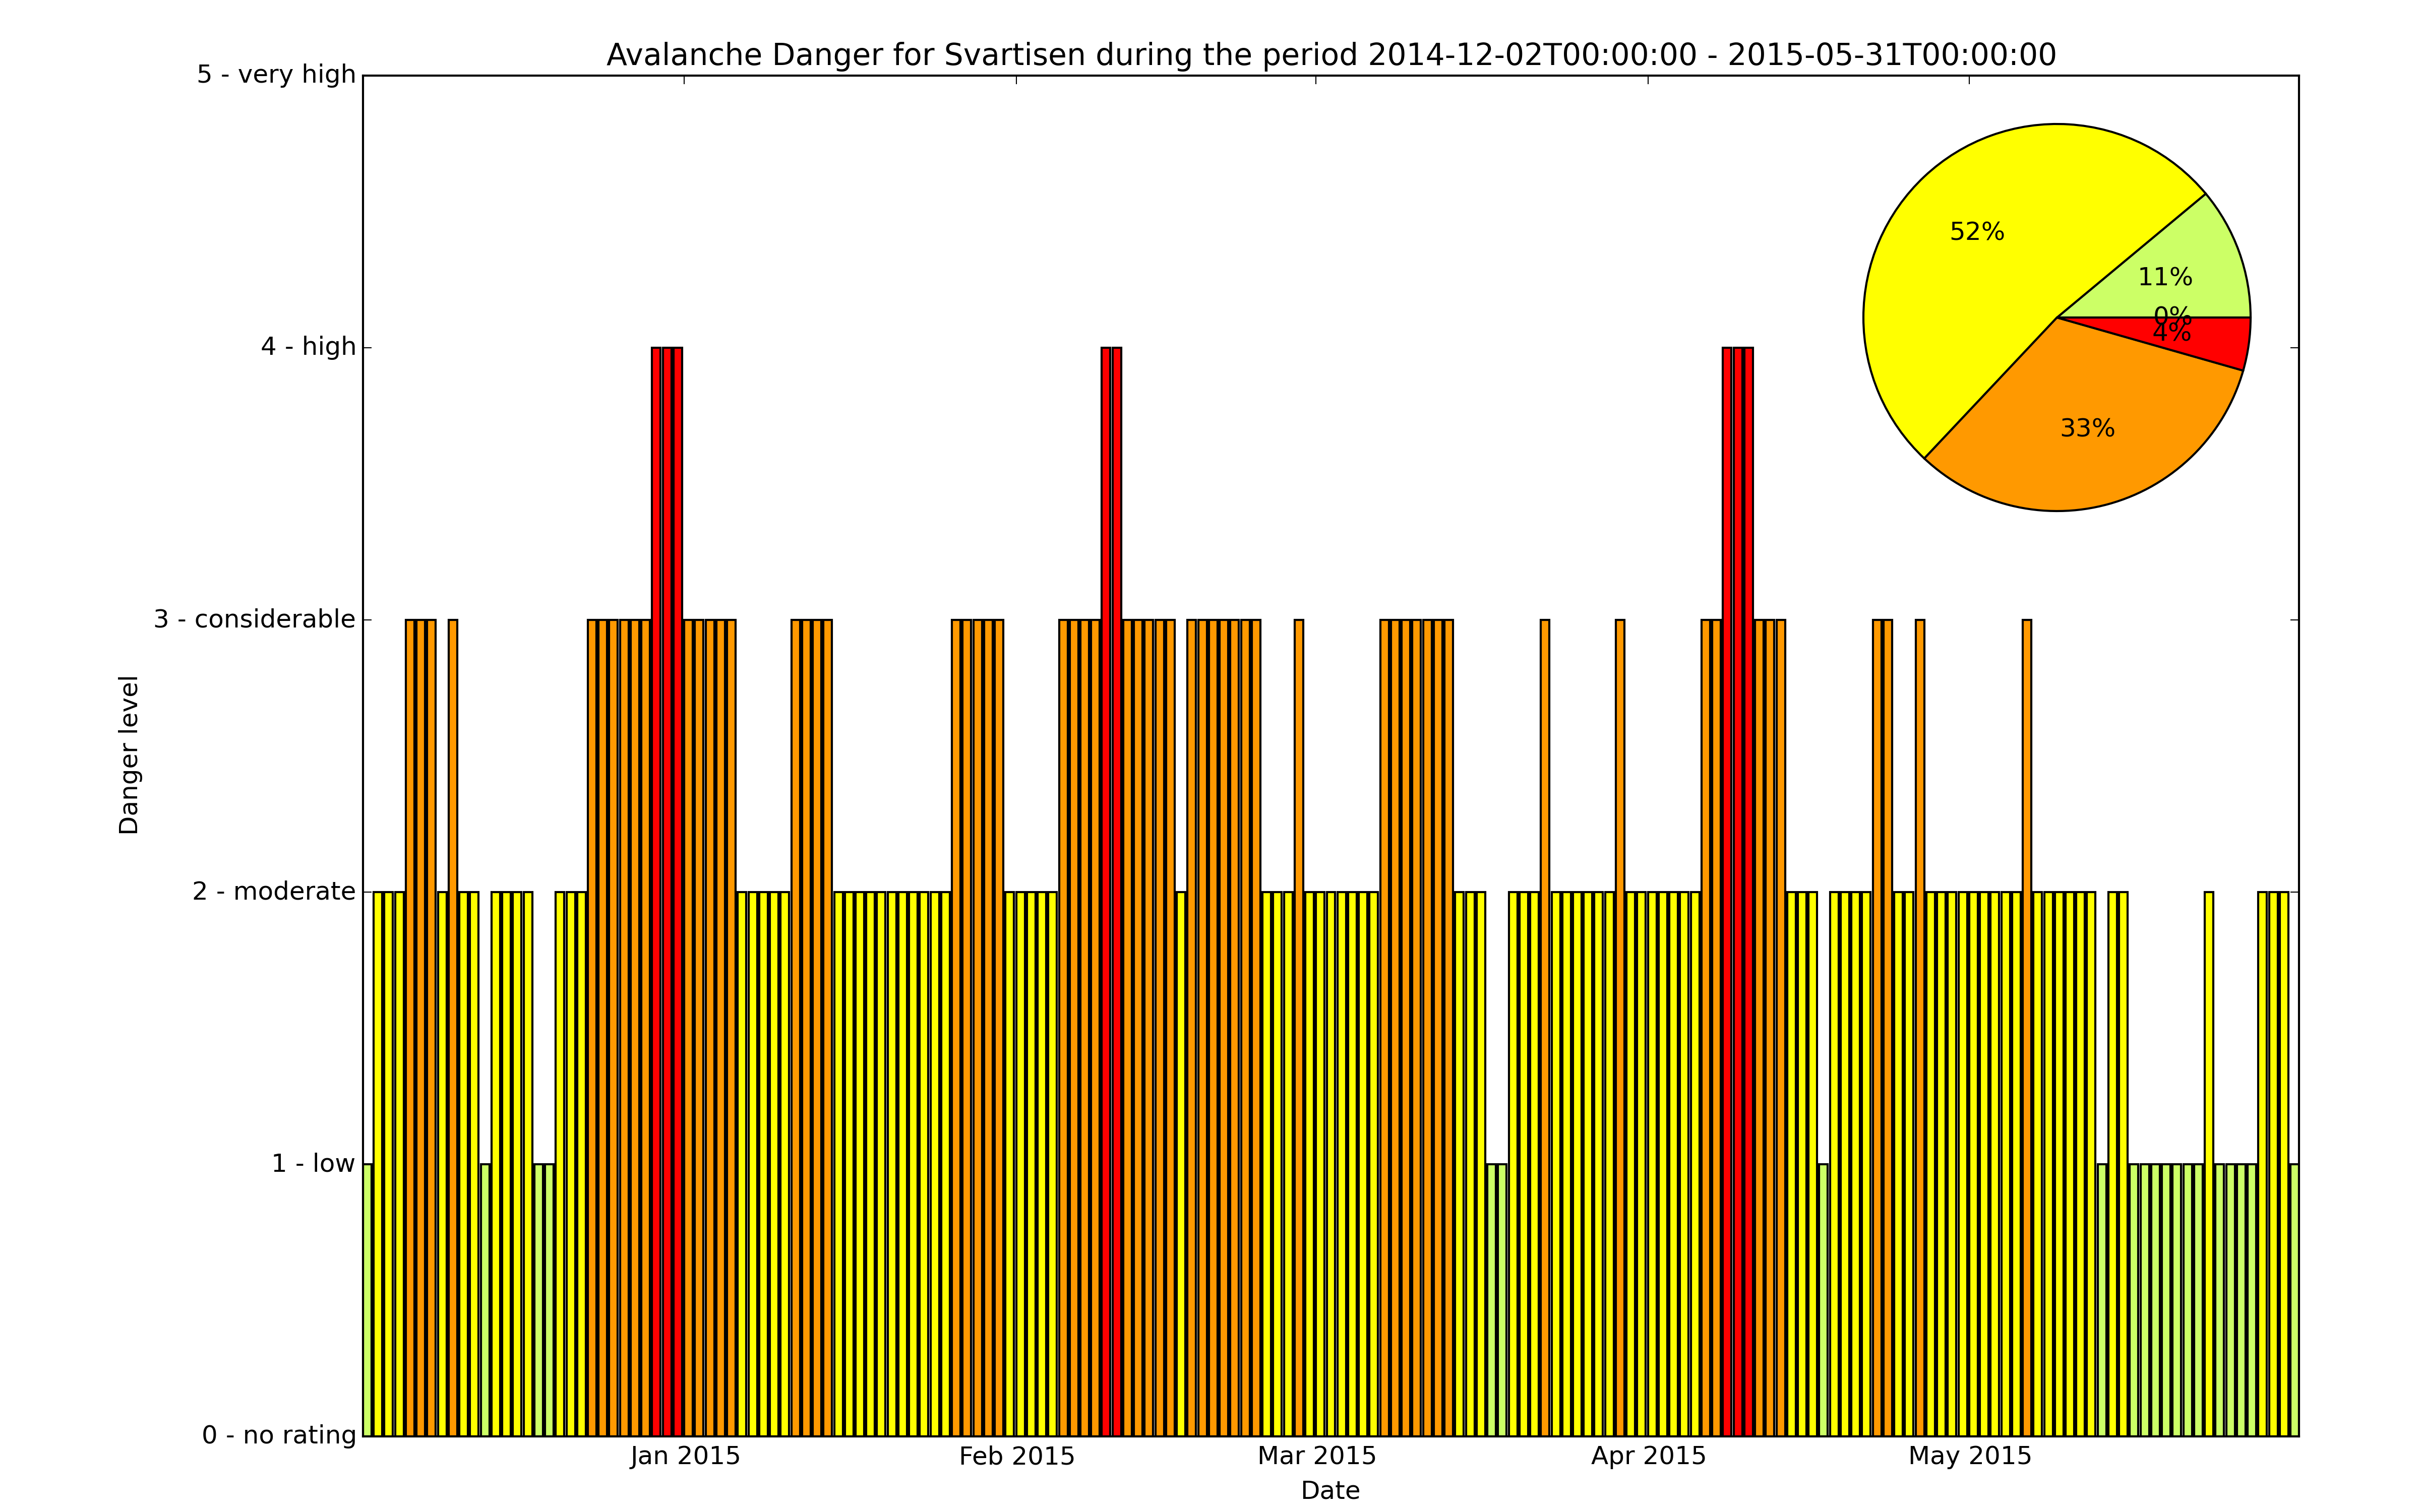 Avalanche Danger for Svartisen during the period 2014-12-02T00:00:00 - 2015-05-31T00:00:00
5 - very high
4 - high
3 - considerable
2 - moderate
1 - low
0 - no rating
Danger level
52%
11%
0%
4%
33%
Jan 2015
Feb 2015
Mar 2015
Apr 2015
May 2015
Date